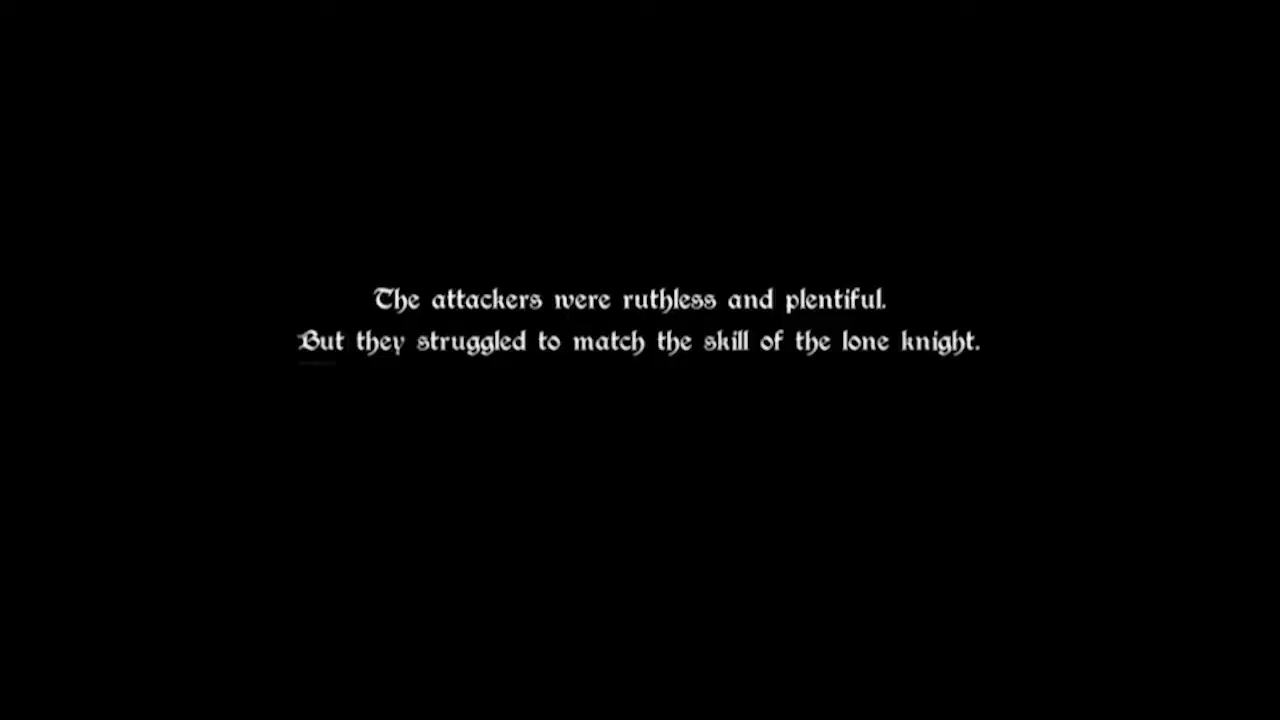 The attackers were ruthless and plentiful.
But they struggled to match the skill of the lone knight.